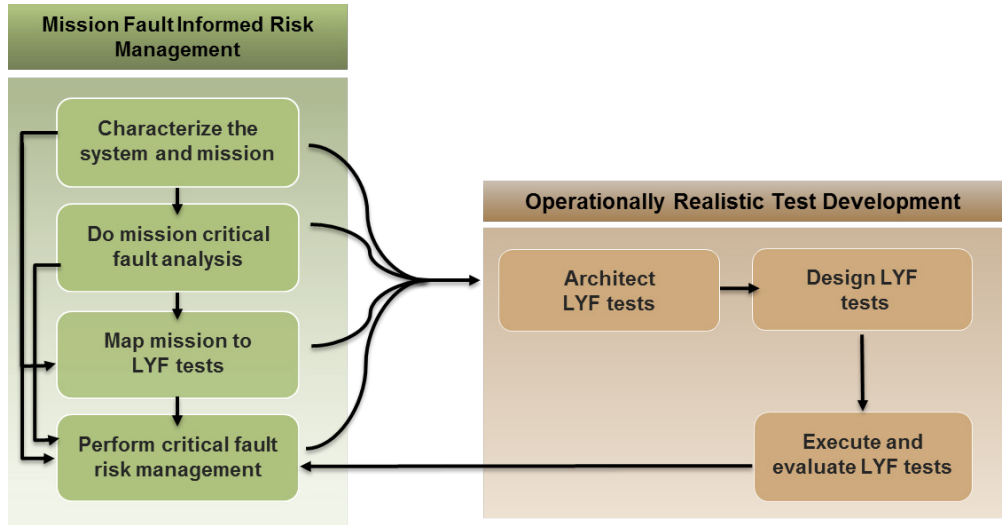 Mission Fault Informed Risk
Management
Characterize the
system and mission
Do mission critical
fault analysis
Map mission to
LYF tests
Perform critical fault
risk management
Operationally Realistic Test Development
Architect
LYF tests
Design LYF
tests
Execute and
evaluate LYF tests